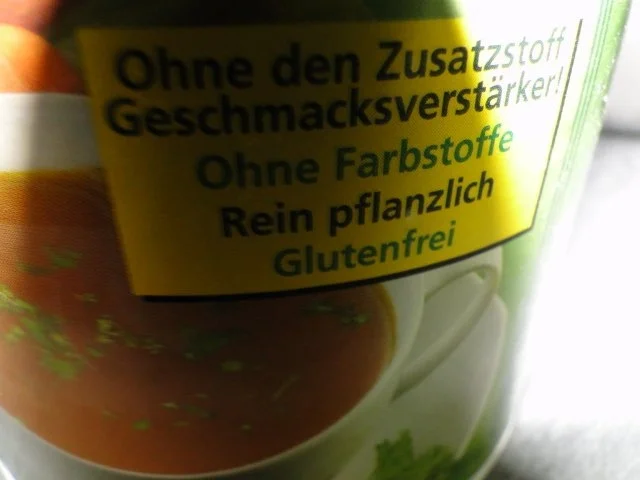 Ohne den Zusatzstoff
Geschmacksverstärker!
Ohne Farbstoffe
Rein pflanzlich
Glutenfrei